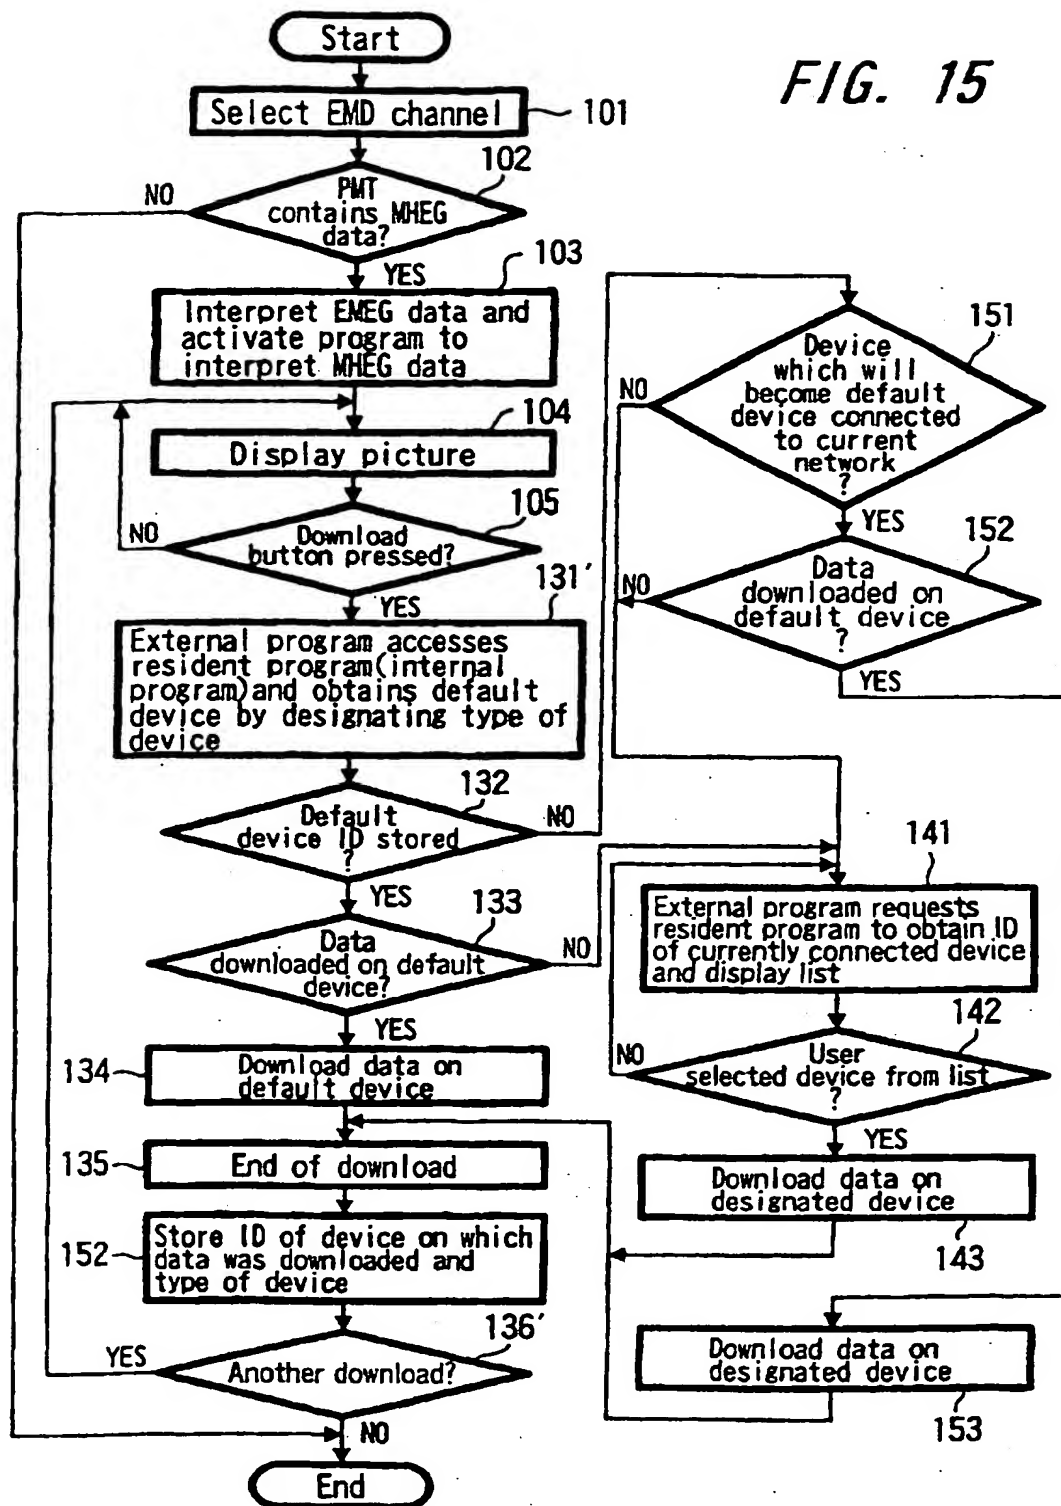 Start
FIG. 15
Select EMD channel
101
102
PMT
contains MHEG
data?
NO
YES
103
Interpret EMEG data and
activate program to
interpret MHEG data
104
Display picture
105
Download
button pressed?
NO
YES
131'
External program accesses
resident program(internal
program)and obtains default
device by designating type of
device
132
Default
device ID stored
?
NO
YES
133
Data
downloaded on default
device?
NO
YES
134
Download data on
default device
135
End of download
152
Store ID of device on which
data was downloaded and
type of device
136'
Another download?
YES
NO
End
151
Device
which will
become default
device connected
to current
network
?
NO
YES
152
Data
downloaded on
default device
?
NO
YES
141
External program requests
resident program to obtain ID
of currently connected device
and display list
142
User
selected device from list
?
NO
YES
Download data on
designated device
143
Download data on
designated device
153